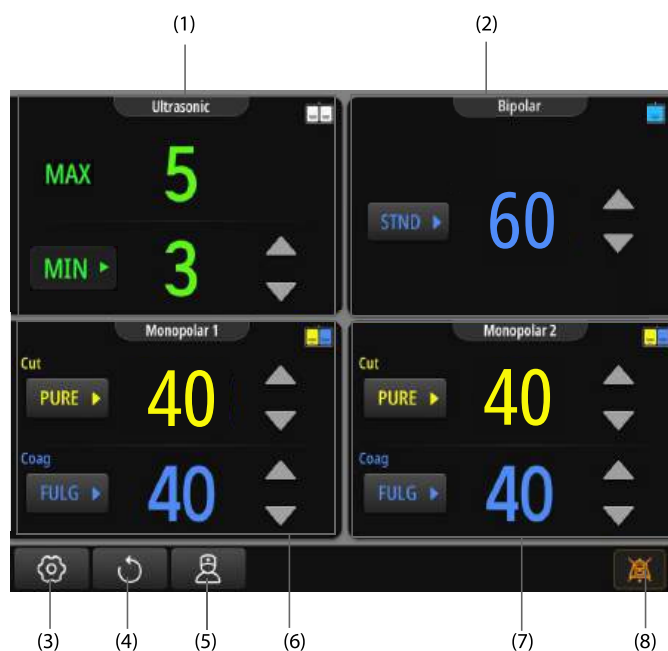 (1) (2)
Ultrasonic Bipolar
MAX 5
STND 60
MIN 3
Monopolar 1 Monopolar 2
Cut Cut
PURE 40 PURE 40
Coag Coag
FULG 40 FULG 40
(3) (4) (5) (6) (7) (8)